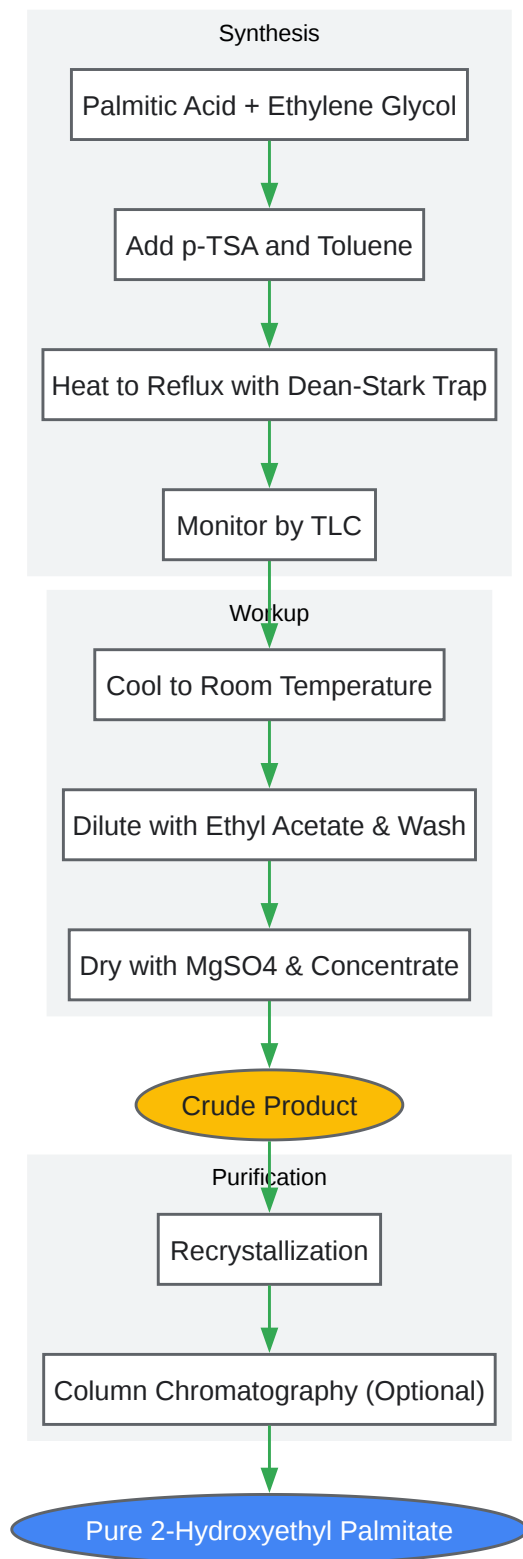 Synthesis
Palmitic Acid + Ethylene Glycol
Add p-TSA and Toluene
Heat to Reflux with Dean-Stark Trap
Monitor by TLC
Workup
Cool to Room Temperature
Dilute with Ethyl Acetate & Wash
Dry with MgSO4 & Concentrate
Crude Product
Purification
Recrystallization
Column Chromatography (Optional)
Pure 2-Hydroxyethyl Palmitate